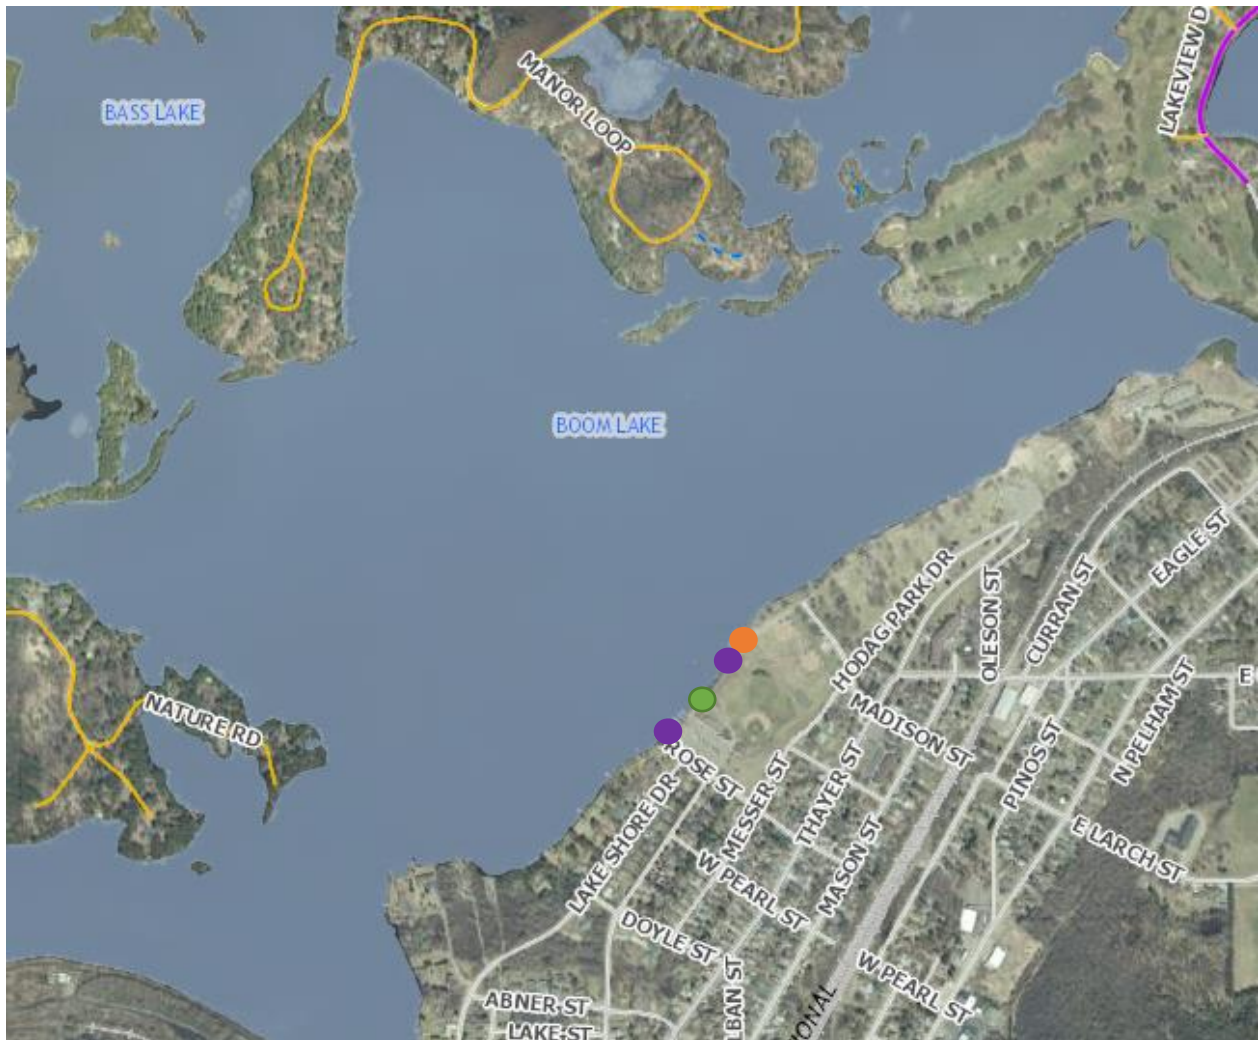 LAKEVIEW D
MANOR LOOP
BASS LAKE
BOOM LAKE
HODAG PARK DR
OLESON ST
CURRAN ST
EAGLE ST
NATURE RD
MADISON ST
N PELHAM ST
E
PINOS ST
ROSE ST
MESSER ST
THAYER ST
LAKE SHORE DR
W PEARL ST
MASON ST
E LARCH ST
DOYLE ST
LBAN ST
W PEARL ST
IONAL
ABNER ST
LAKE ST